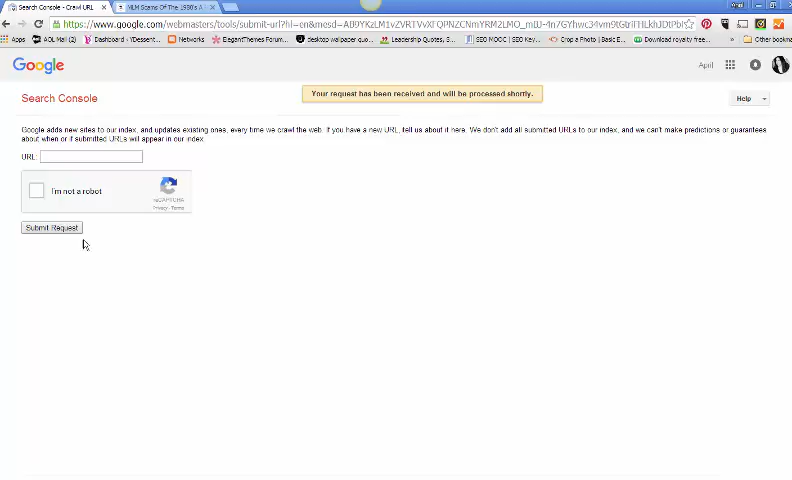 Search Console - Crawl URL
MLM Scams Of The 1980's A
https://www.google.com/webmasters/tools/submit-url?hl=en&mesd=
Apps AOL Mail (2) Dashboard ‹ YDessent... Networks ElegantThemes Forum... desktop wallpaper quo... Leadership Quotes, S... SEO MOOC | SEO Key... Crop a Photo | Basic E... Download royalty free... » Other bookma
Google
April
Your request has been received and will be processed shortly.
Search Console
Help
Google adds new sites to our index, and updates existing ones, every time we crawl the web. If you have a new URL, tell us about it here. We don't add all submitted URLs to our index, and we can't make predictions or guarantees
about when or if submitted URLs will appear in our index.
URL:
I'm not a robot
reCAPTCHA
Privacy - Terms
Submit Request